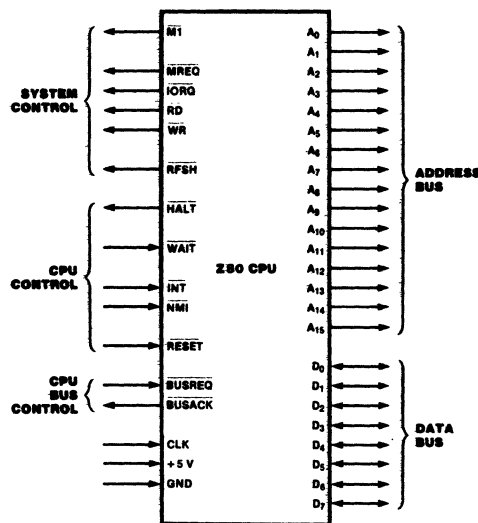 SYSTEM
CONTROL
M1
MREQ
IORQ
RD
WR
RFSH
CPU
CONTROL
HALT
WAIT
INT
NMI
RESET
CPU
BUS
CONTROL
BUSREQ
BUSACK
CLK
+5 V
GND
Z80 CPU
A0
A1
A2
A3
A4
A5
A6
A7
A8
A9
A10
A11
A12
A13
A14
A15
ADDRESS
BUS
D0
D1
D2
D3
D4
D5
D6
D7
DATA
BUS